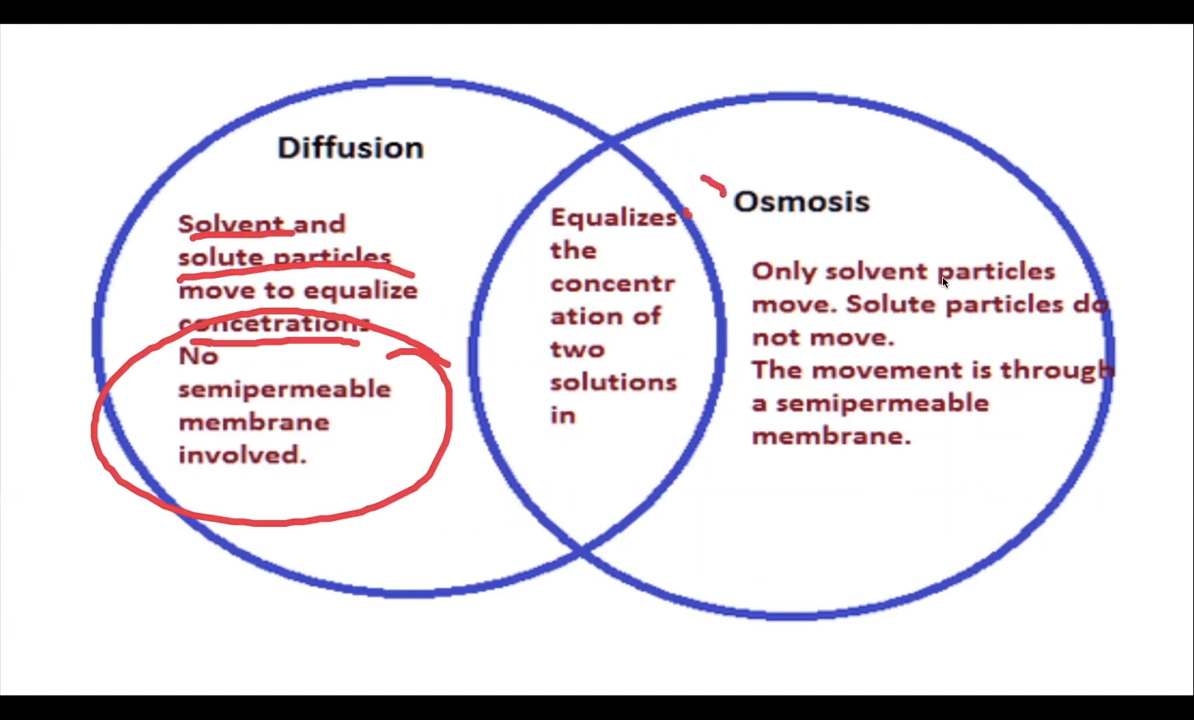 Diffusion
Solvent and
solute particles
move to equalize
concetrations
No
semipermeable
membrane
involved.
Equalizes
the
concentr
ation of
two
solutions
in
Osmosis
Only solvent particles
move. Solute particles do
not move.
The movement is through
a semipermeable
membrane.